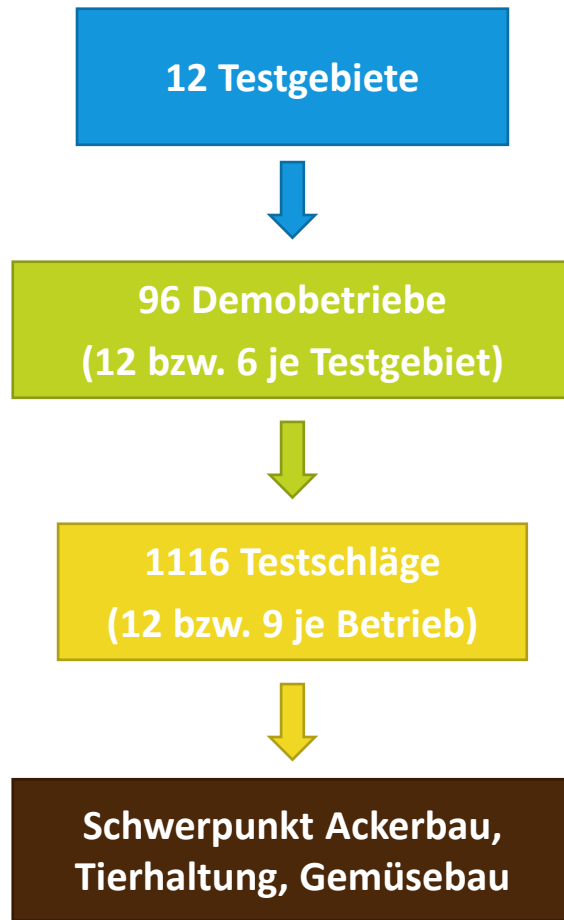 12 Testgebiete
96 Demobetriebe
(12 bzw. 6 je Testgebiet)
1116 Testschläge
(12 bzw. 9 je Betrieb)
Schwerpunkt Ackerbau,
Tierhaltung, Gemüsebau